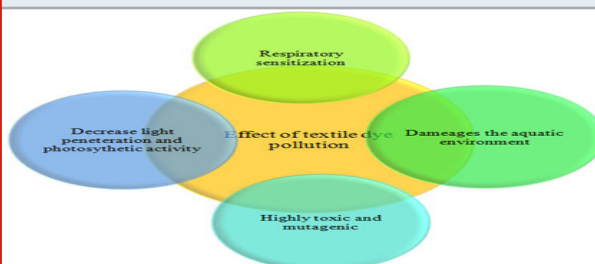 Respiratory
sensitization
Decrease light
peneteration and
photosythetic activity
Effect of textile dye
pollution
Dameages the aquatic
environment
Highly toxic and
mutagenic